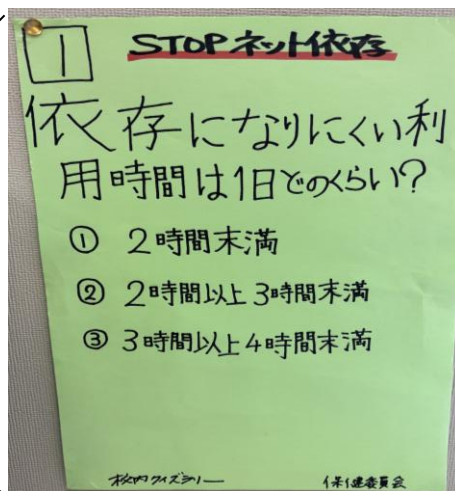 1
STOPネット依存
依存になりにくい利
用時間は1日どのくらい?
① 2時間末満
② 2時間以上3時間末満
③ 3時間以上4時間末満
校内クイズラリー
保健委員会